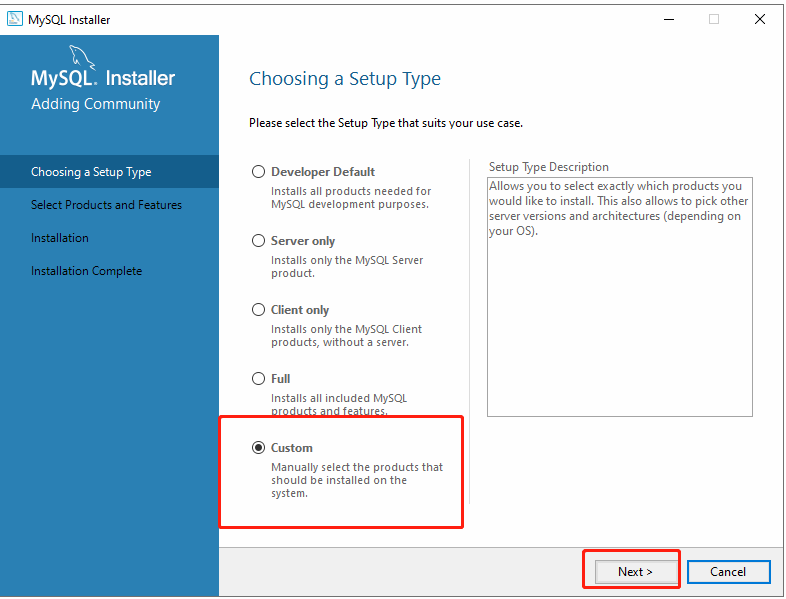 MySQL Installer
MySQL. Installer
Adding Community
Choosing a Setup Type
Select Products and Features
Installation
Installation Complete
Choosing a Setup Type
Please select the Setup Type that suits your use case.
Developer Default
Installs all products needed for
MySQL development purposes.
Server only
Installs only the MySQL Server
product.
Client only
Installs only the MySQL Client
products, without a server.
Full
Installs all included MySQL
products and features.
Custom
Manually select the products that
should be installed on the
system.
Setup Type Description
Allows you to select exactly which products you
would like to install. This also allows to pick other
server versions and architectures (depending on
your OS).
Next >
Cancel